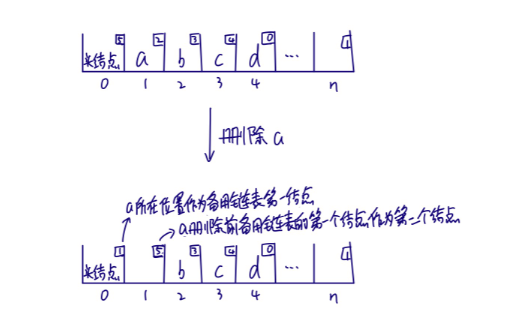 5 2 3 4 0 1
头结点 a b c d ...
0 1 2 3 4 n
删除a
a所在位置作为备用链表第一结点
a删除前备用链表的第一个结点作为第二个结点
1 5 3 4 0 1
头结点 b c d ...
0 1 2 3 4 n